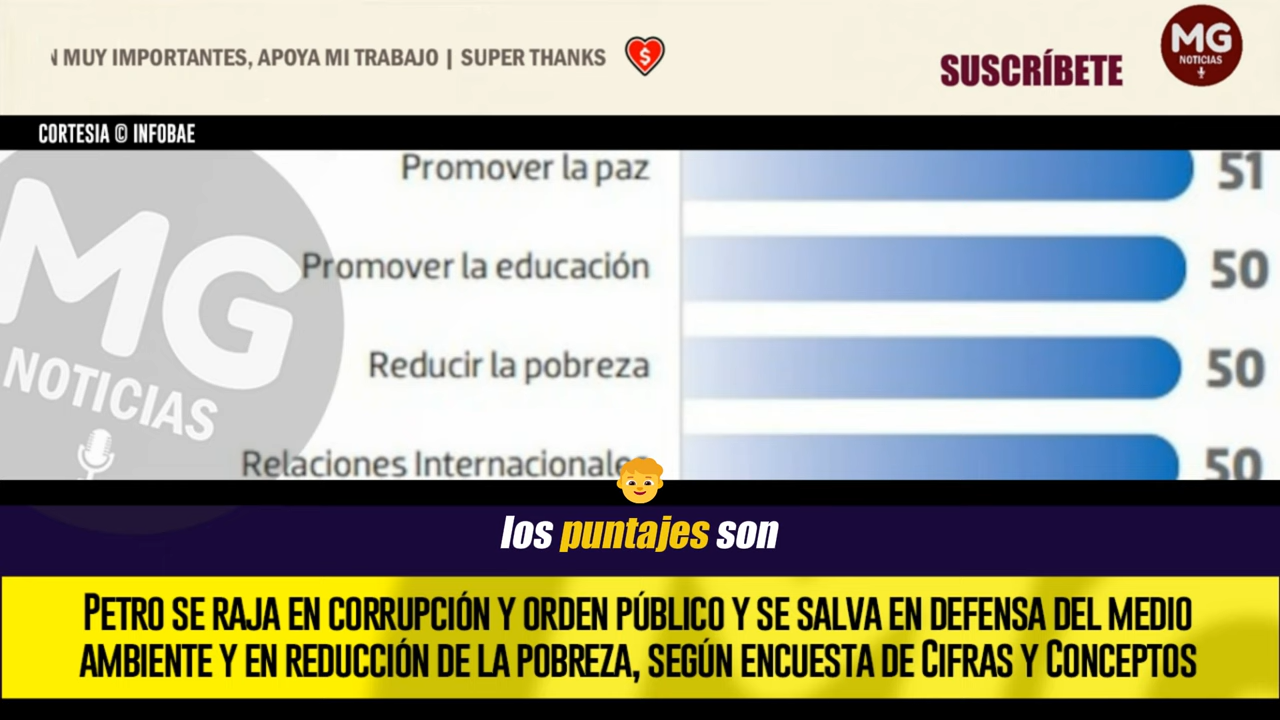 N MUY IMPORTANTES, APOYA MI TRABAJO | SUPER THANKS
SUSCRÍBETE
MG
NOTICIAS
CORTESIA © INFOBAE
Promover la paz 51
Promover la educación 50
Reducir la pobreza 50
Relaciones Internacionales 50
MG
NOTICIAS
los puntajes son
PETRO SE RAJA EN CORRUPCIÓN Y ORDEN PÚBLICO Y SE SALVA EN DEFENSA DEL MEDIO
AMBIENTE Y EN REDUCCIÓN DE LA POBREZA, SEGÚN ENCUESTA DE CIFRAS Y CONCEPTOS